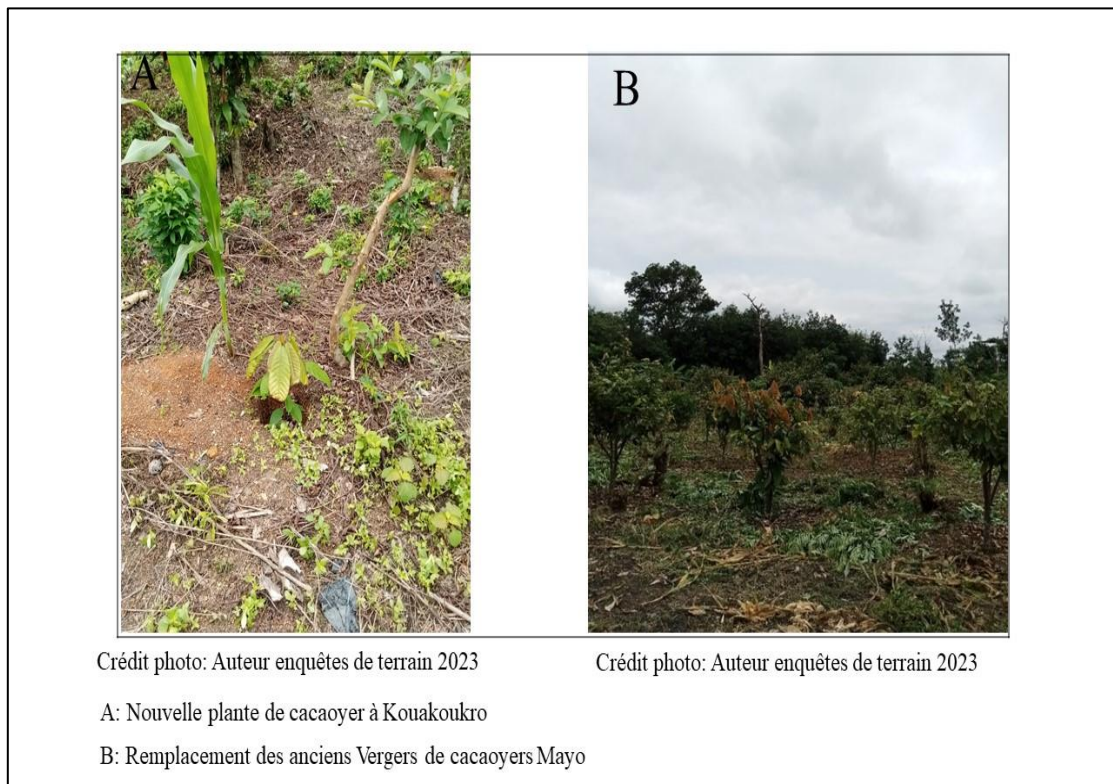 A
B
Crédit photo: Auteur enquêtes de terrain 2023
Crédit photo: Auteur enquêtes de terrain 2023
A: Nouvelle plante de cacaoyer à Kouakoukro
B: Remplacement des anciens Vergers de cacaoyers Mayo